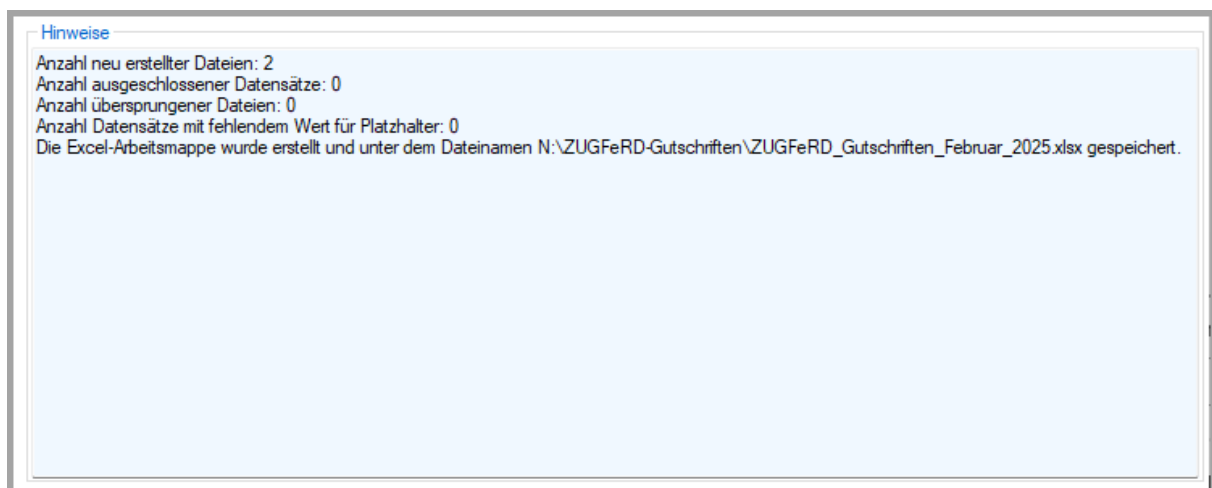 Hinweise
Anzahl neu erstellter Dateien: 2
Anzahl ausgeschlossener Datensätze: 0
Anzahl übersprungener Dateien: 0
Anzahl Datensätze mit fehlendem Wert für Platzhalter: 0
Die Excel-Arbeitsmappe wurde erstellt und unter dem Dateinamen N:\ZUGFeRD-Gutschriften\ZUGFeRD_Gutschriften_Februar_2025.xlsx gespeichert.